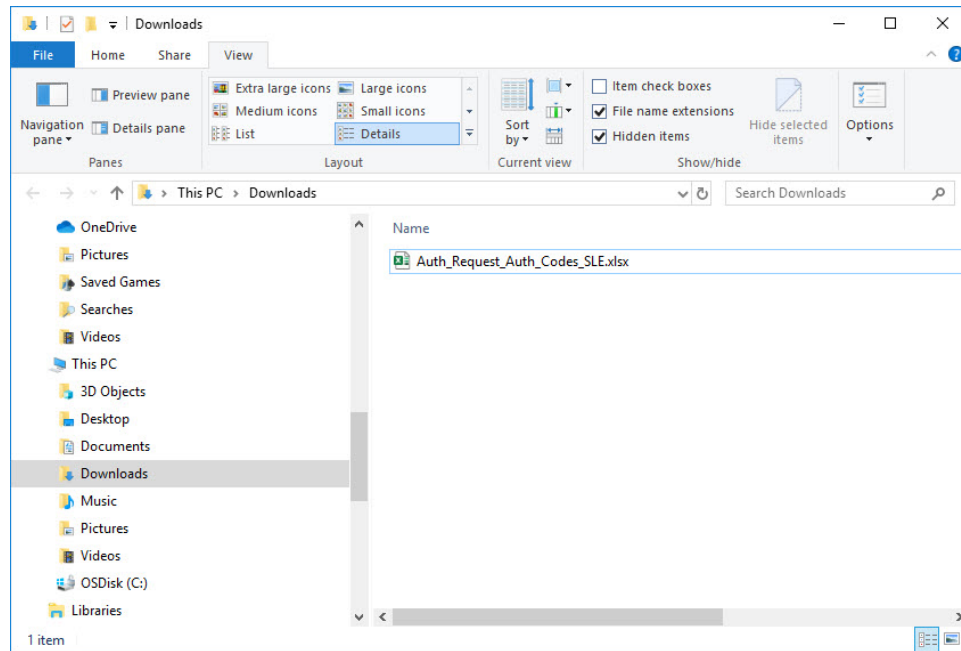 Downloads
File Home Share View
Navigation pane
Preview pane
Details pane
Panes
Extra large icons Large icons
Medium icons Small icons
List Details
Layout
Sort by
Current view
Item check boxes
File name extensions
Hidden items
Hide selected items
Show/hide
Options
This PC > Downloads
Search Downloads
OneDrive
Pictures
Saved Games
Searches
Videos
This PC
3D Objects
Desktop
Documents
Downloads
Music
Pictures
Videos
OSDisk (C:)
Libraries
Name
Auth_Request_Auth_Codes_SLE.xlsx
1 item